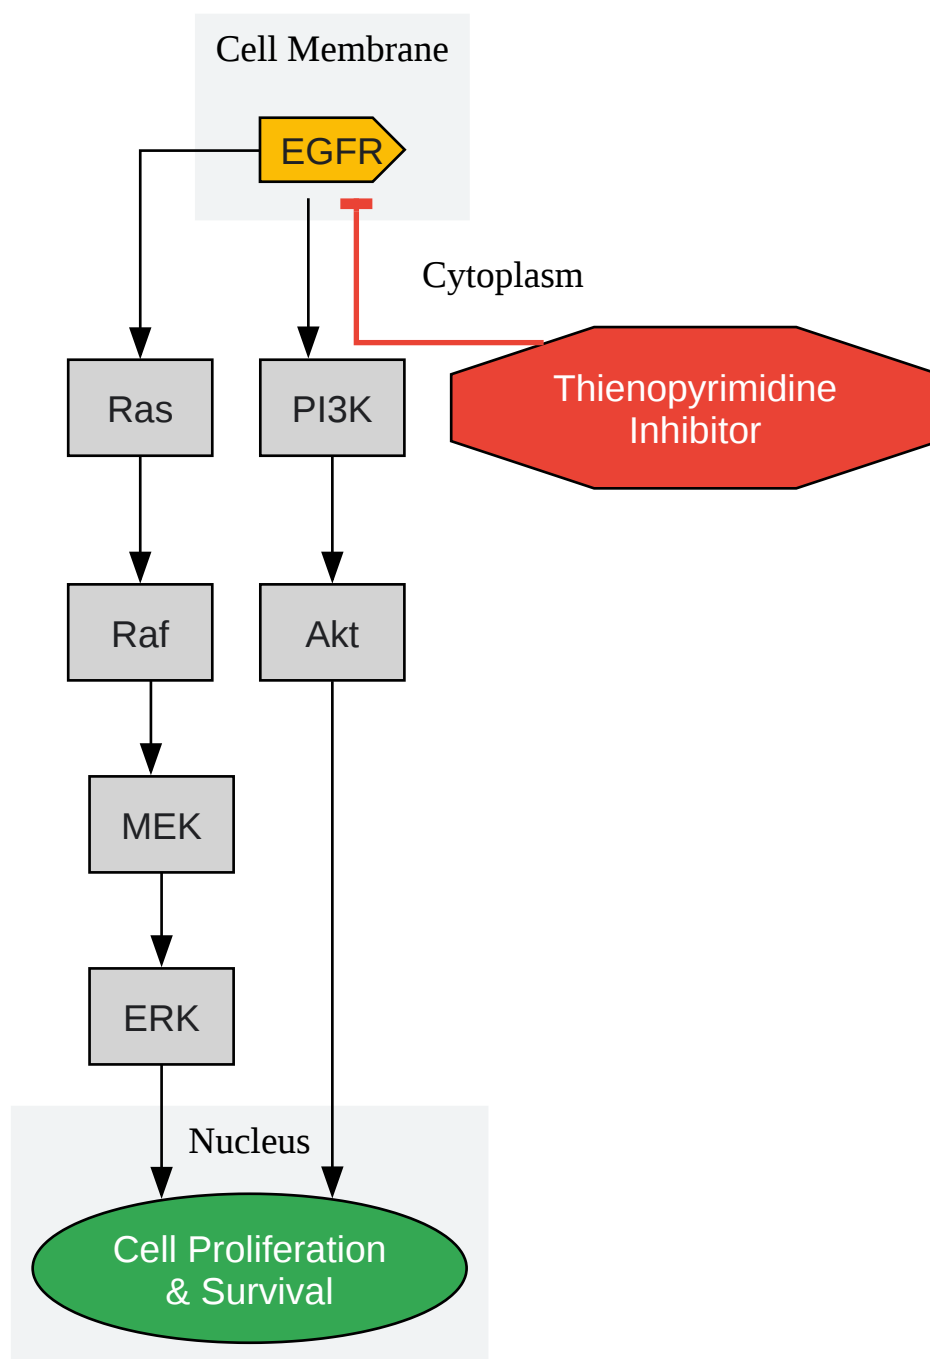 Cell Membrane
EGFR
Cytoplasm
Ras
PI3K
Thienopyrimidine
Inhibitor
Raf
Akt
MEK
ERK
Nucleus
Cell Proliferation
& Survival